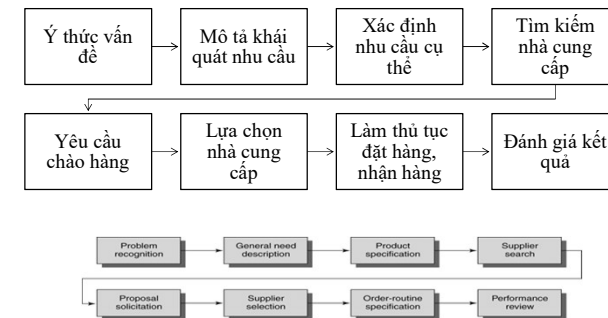 Ý thức vấn
đề
Mô tả khái
quát nhu cầu
Xác định
nhu cầu cụ
thể
Tìm kiếm
nhà cung
cấp
Yêu cầu
chào hàng
Lựa chọn
nhà cung
cấp
Làm thủ tục
đặt hàng,
nhận hàng
Đánh giá kết
quả
Problem
recognition
General need
description
Product
specification
Supplier
search
Proposal
solicitation
Supplier
selection
Order-routine
specification
Performance
review